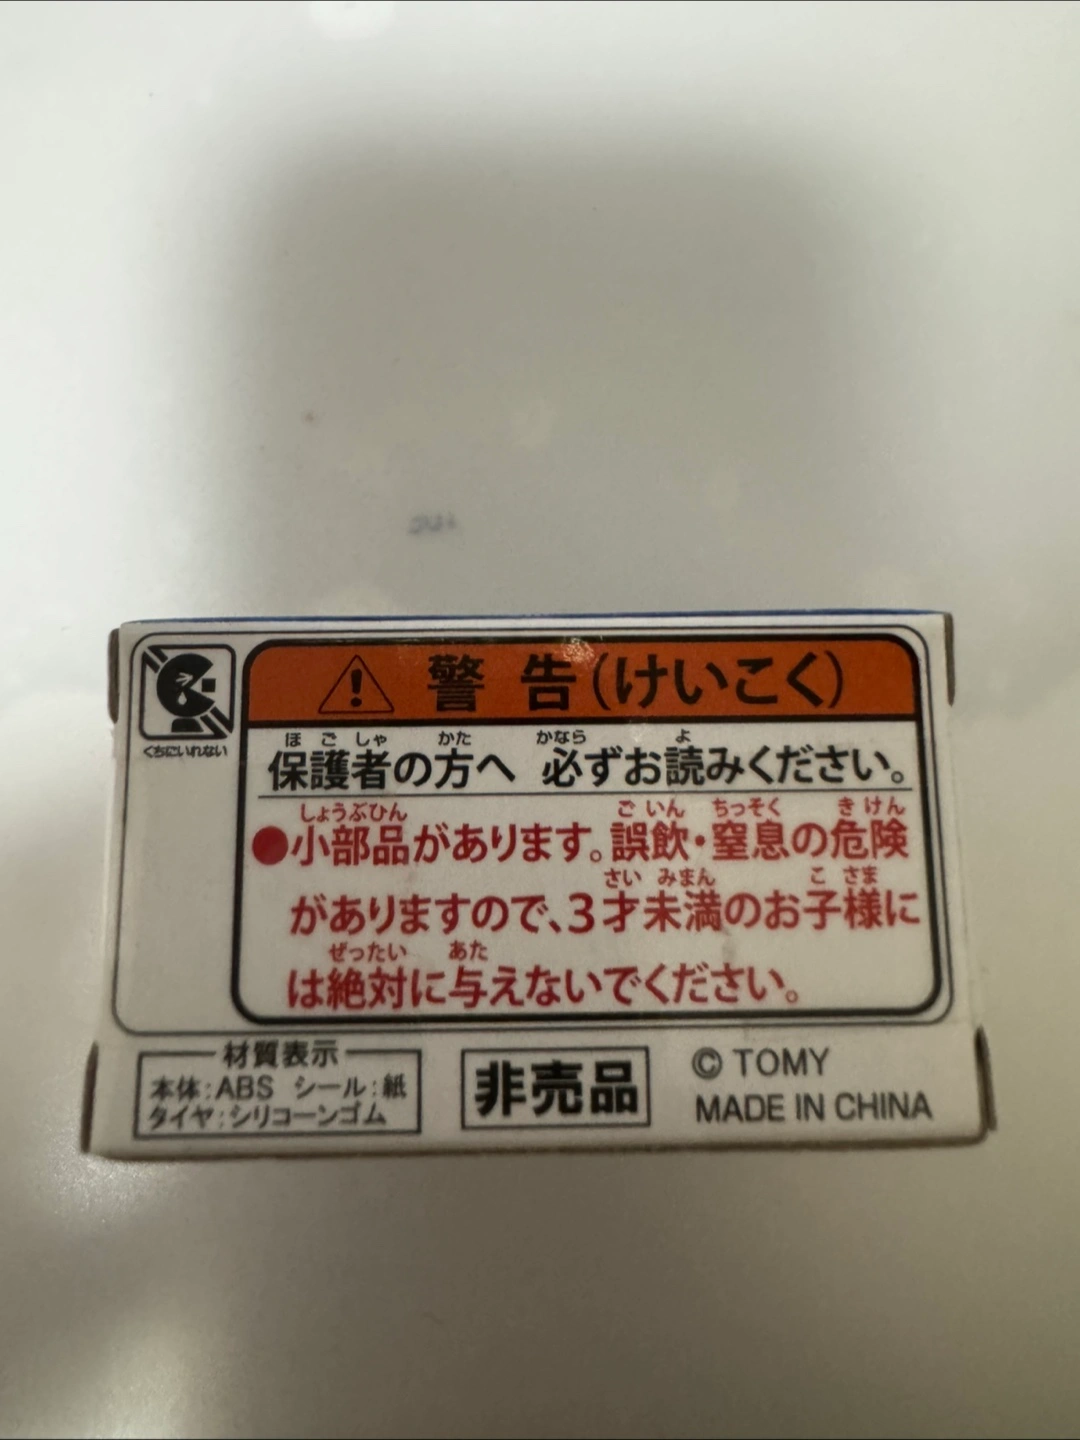 警告(けいこく)
くちにいれない
ほごしゃ かた かなら よ
保護者の方へ 必ずお読みください。
しょうぶひん ごいん ちっそく きけん
●小部品があります。誤飲・窒息の危険
さい みまん こ さま
がありますので、3才未満のお子様に
ぜったい あた
は絶対に与えないでください。
材質表示
本体:ABS シール:紙
タイヤ:シリコーンゴム
非売品
© TOMY
MADE IN CHINA